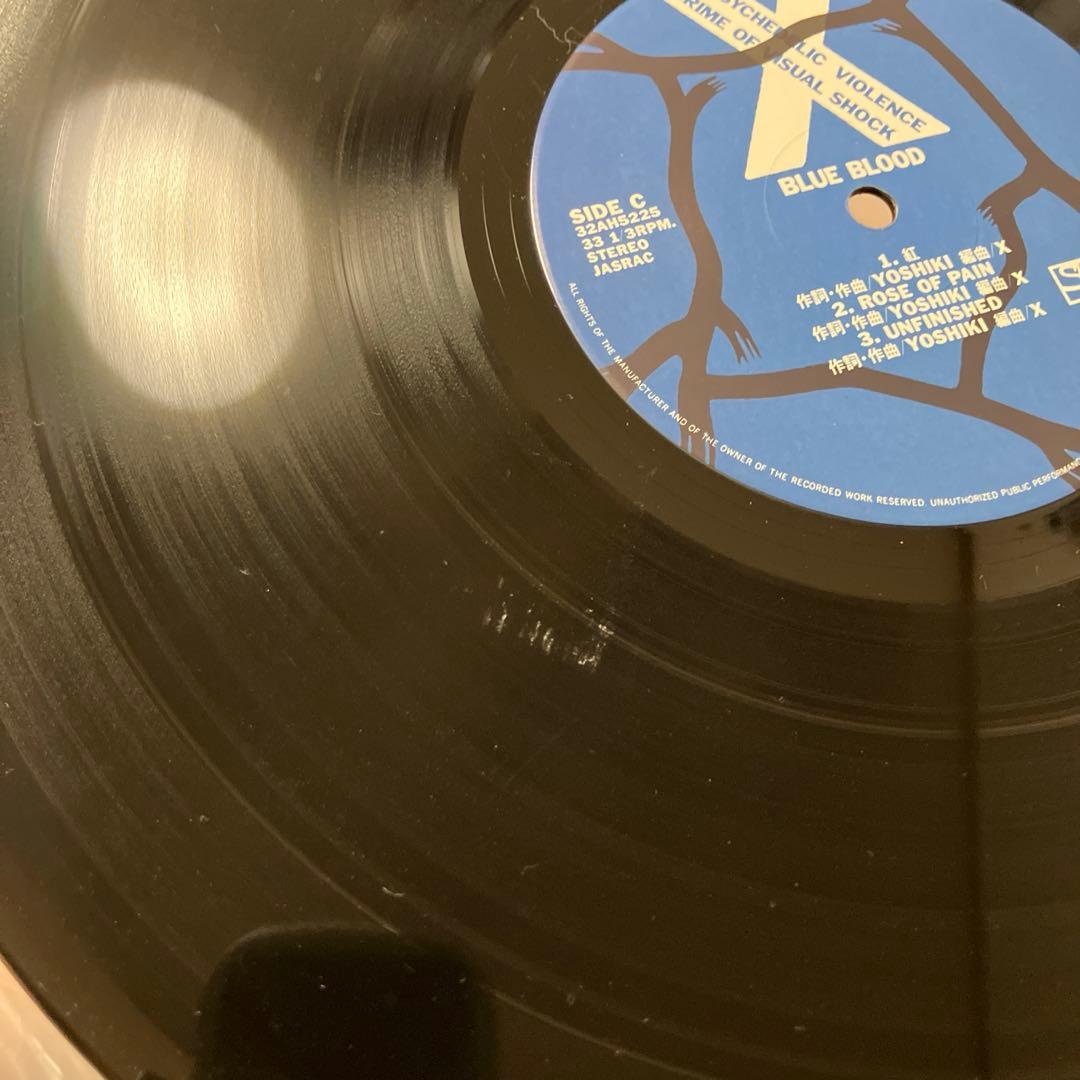 PSYCHEDELIC VIOLENCE
CRIME OF VISUAL SHOCK
BLUE BLOOD
SIDE C
32AH5225
33 1/3RPM.
STEREO
JASRAC
1. 紅
作詞・作曲/YOSHIKI 編曲/X
2. ROSE OF PAIN
作詞・作曲/YOSHIKI 編曲/X
3. UNFINISHED
作詞・作曲/YOSHIKI 編曲/X
ALL RIGHTS OF THE MANUFACTURER AND OF THE OWNER OF THE RECORDED WORK RESERVED. UNAUTHORIZED PUBLIC